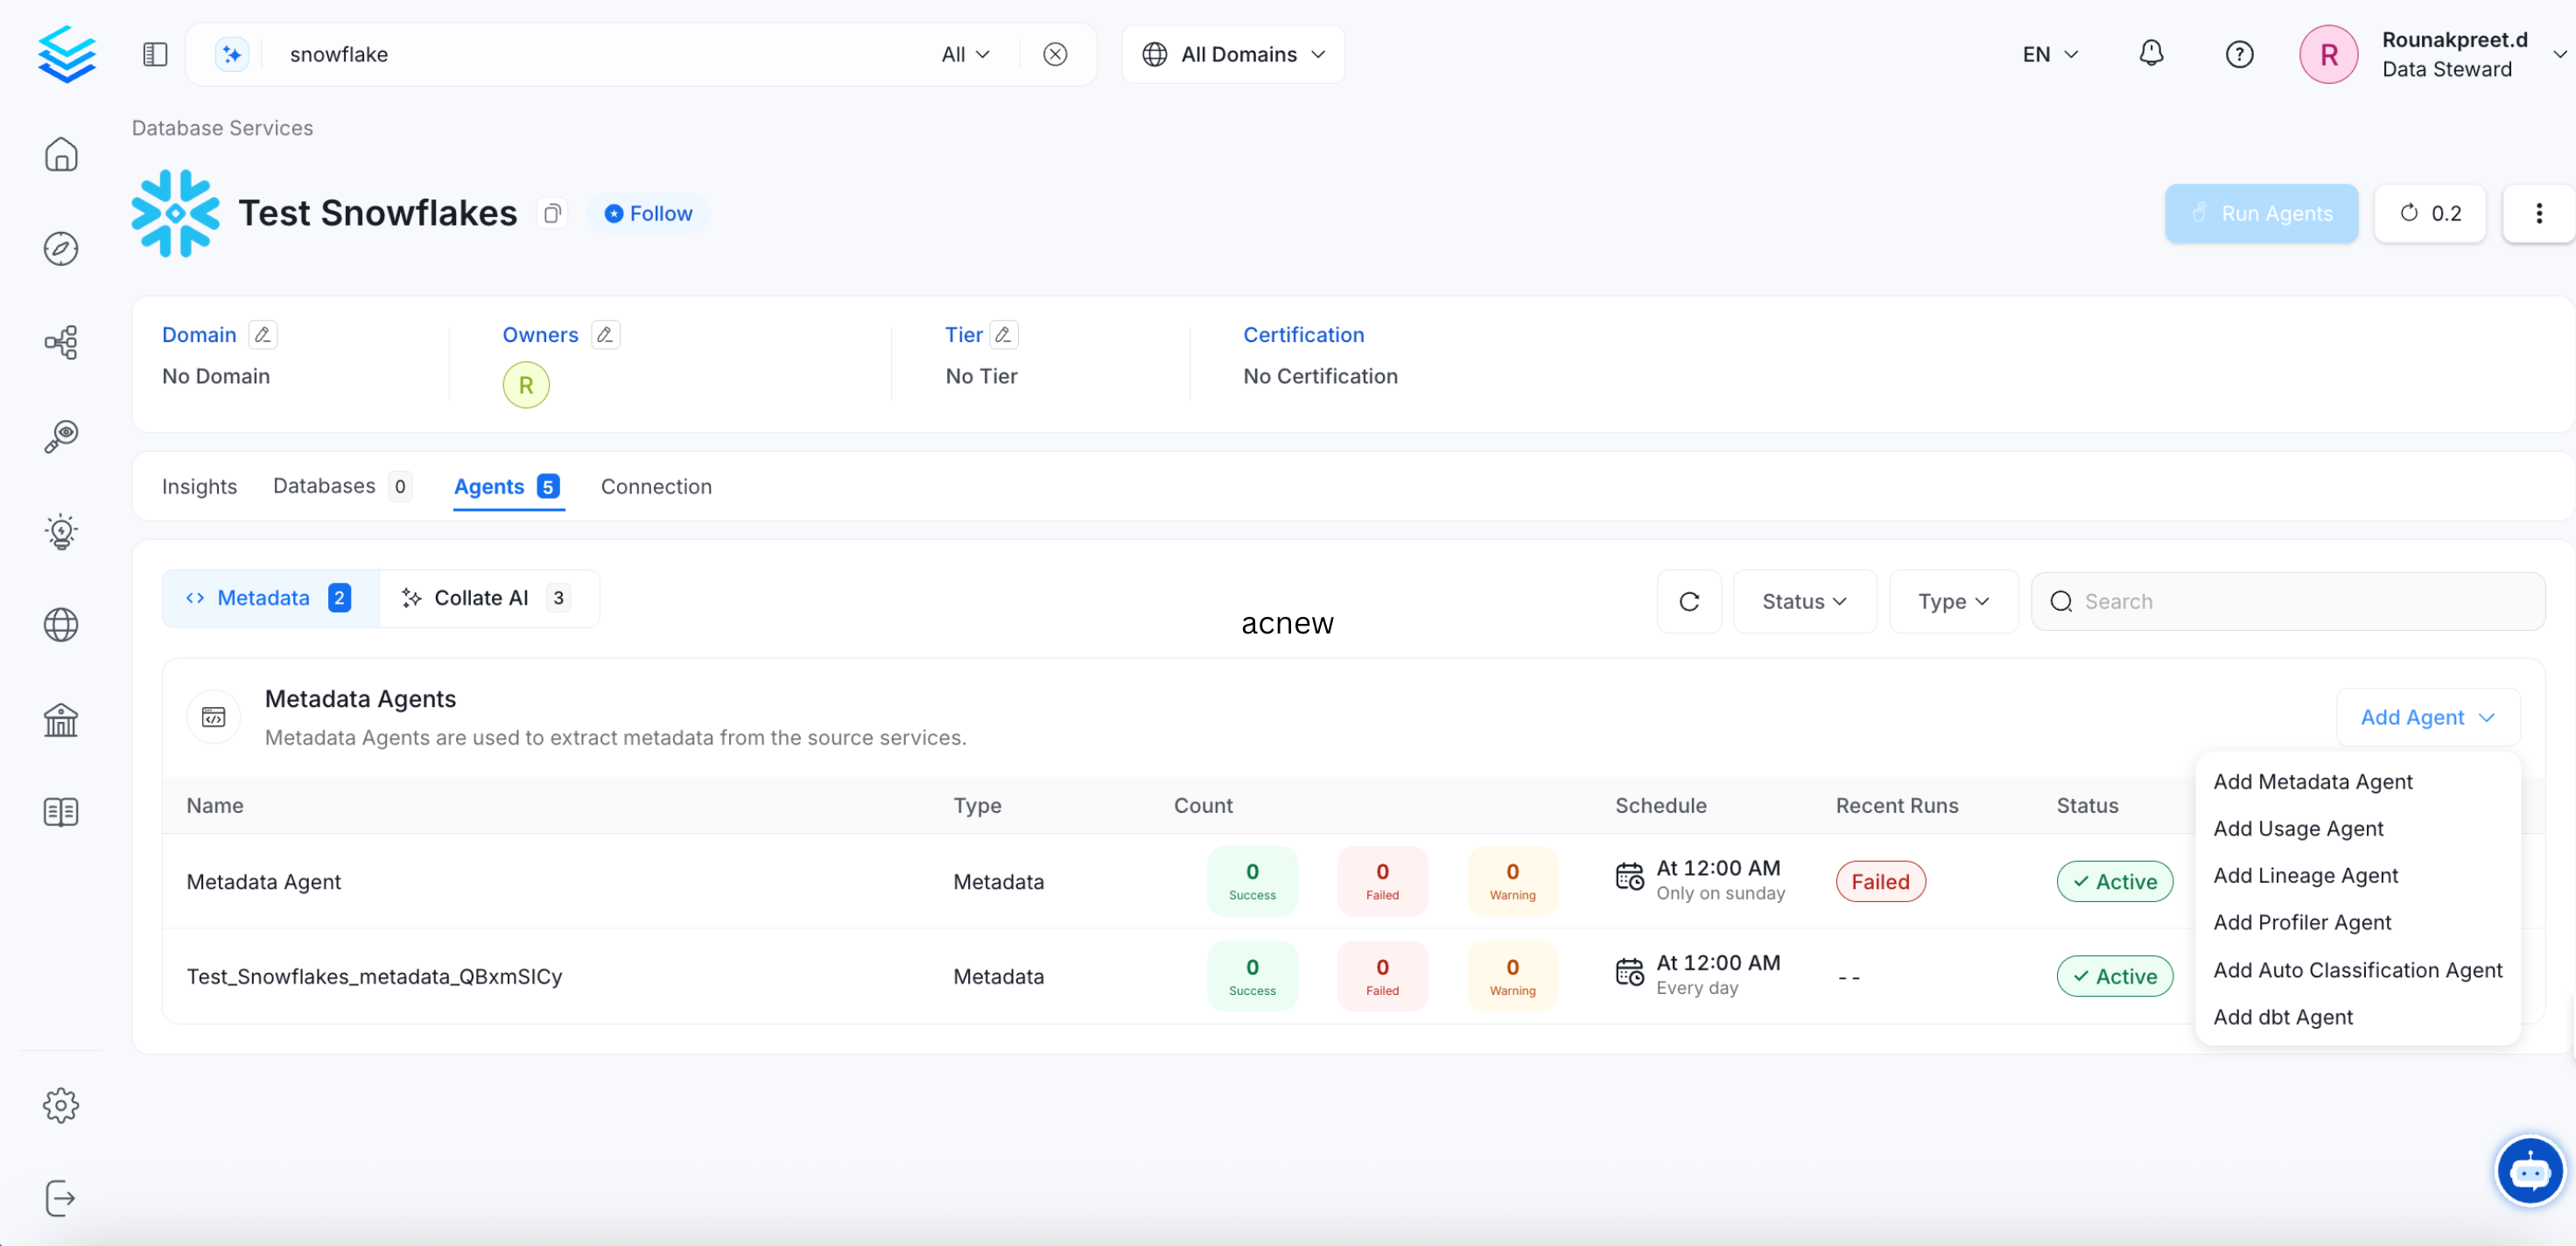 snowflake
All
All Domains
EN
R
Rounakpreet.d
Data Steward
Database Services
Test Snowflakes
Follow
Run Agents
0.2
Domain
Owners
Tier
Certification
No Domain
R
No Tier
No Certification
Insights
Databases 0
Agents 5
Connection
Metadata 2
Collate AI 3
acnew
Status
Type
Search
Metadata Agents
Metadata Agents are used to extract metadata from the source services.
Add Agent
Add Metadata Agent
Add Usage Agent
Add Lineage Agent
Add Profiler Agent
Add Auto Classification Agent
Add dbt Agent
Name Type Count Schedule Recent Runs Status
Metadata Agent
Metadata
0
Success
0
Failed
0
Warning
At 12:00 AM
Only on sunday
Failed
Active
Test_Snowflakes_metadata_QBxmSICy
Metadata
0
Success
0
Failed
0
Warning
At 12:00 AM
Every day
--
Active